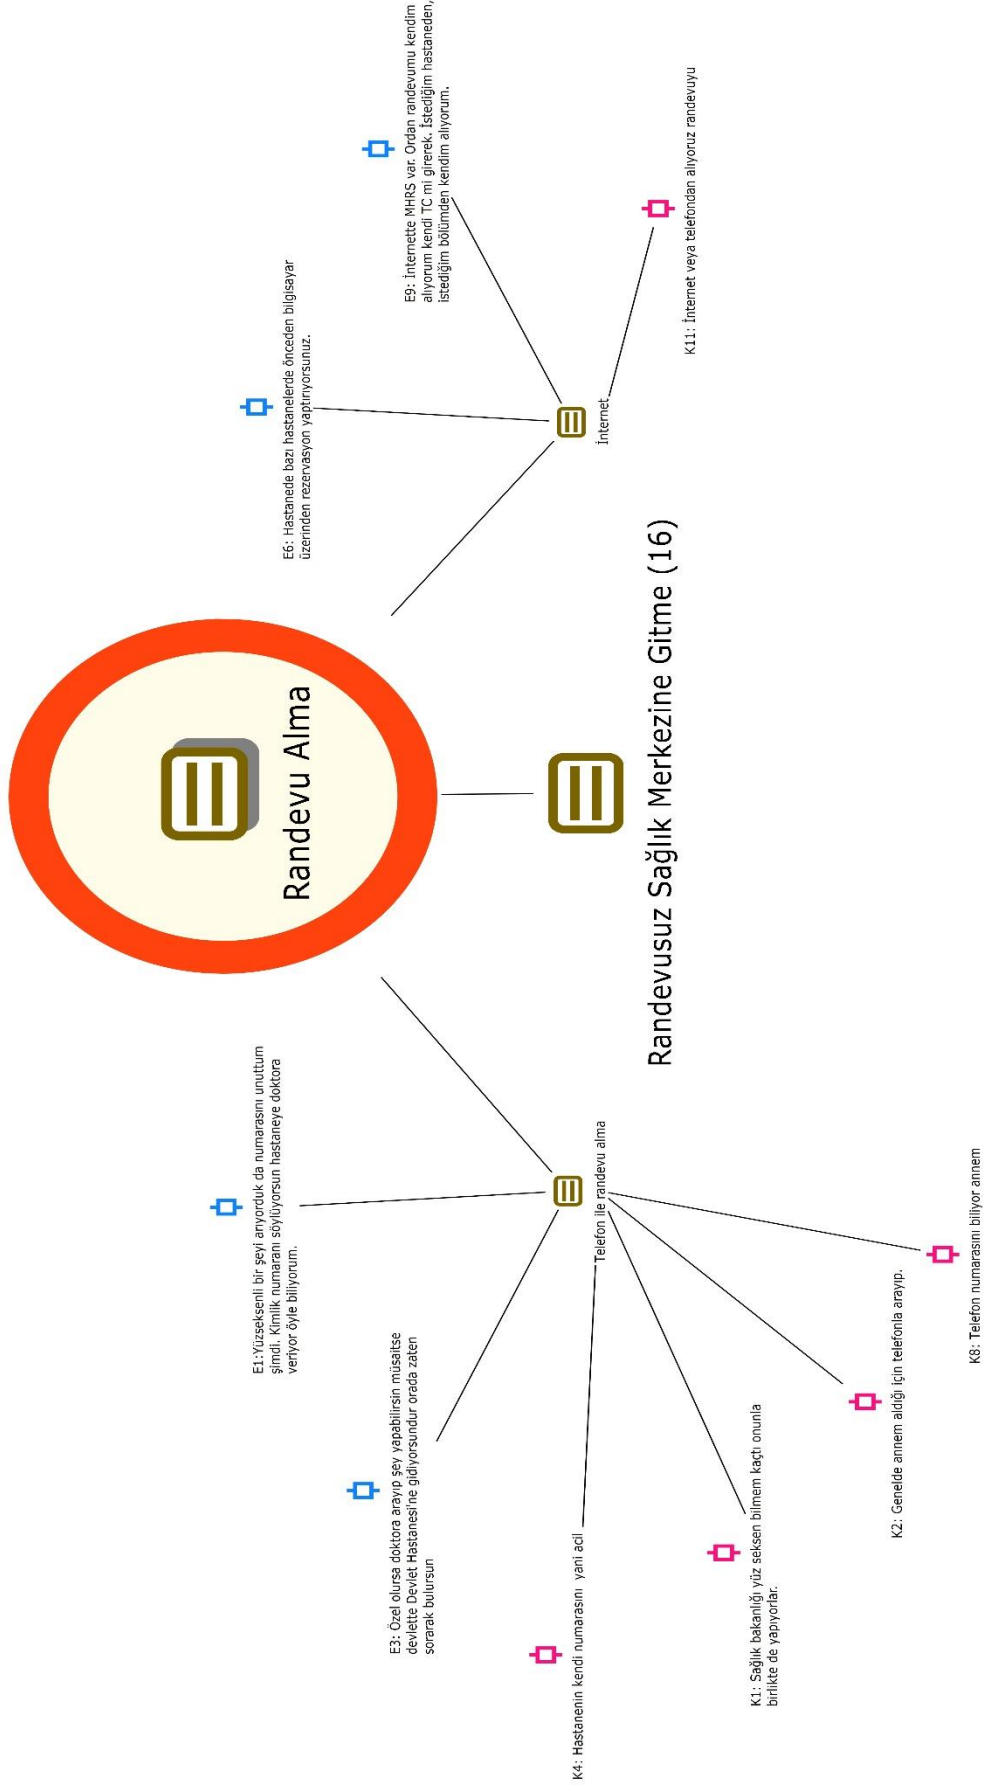 Randevu Alma
E1:Yüzseksenli bir şeyi arıyorduk da numarasını unuttum
şimdi. Kimlik numaranı söylüyorsun hastaneye doktora
veriyor öyle biliyorum.
E3: Özel olursa doktora arayıp şey yapabilirsin müsaitse
devlette Devlet Hastanesi'ne gidiyorsundur orada zaten
sorarak bulursun
K4: Hastanenin kendi numarasını yani acil
K1: Sağlık bakanlığı yüz seksen bilmem kaçtı onunla
birlikte de yapıyorlar.
K2: Genelde annem aldığı için telefonla arayıp.
K8: Telefon numarasını biliyor annem
Telefon ile randevu alma
Randevusuz Sağlık Merkezine Gitme (16)
E6: Hastanede bazı hastanelerde önceden bilgisayar
üzerinden rezervasyon yaptırıyorsunuz.
E9: İnternette MHRS var. Ordan randevumu kendim
alıyorum kendi TC mi girerek. İstediğim hastaneden,
istediğim bölümden kendim alıyorum.
İnternet
K11: İnternet veya telefondan alıyoruz randevuyu